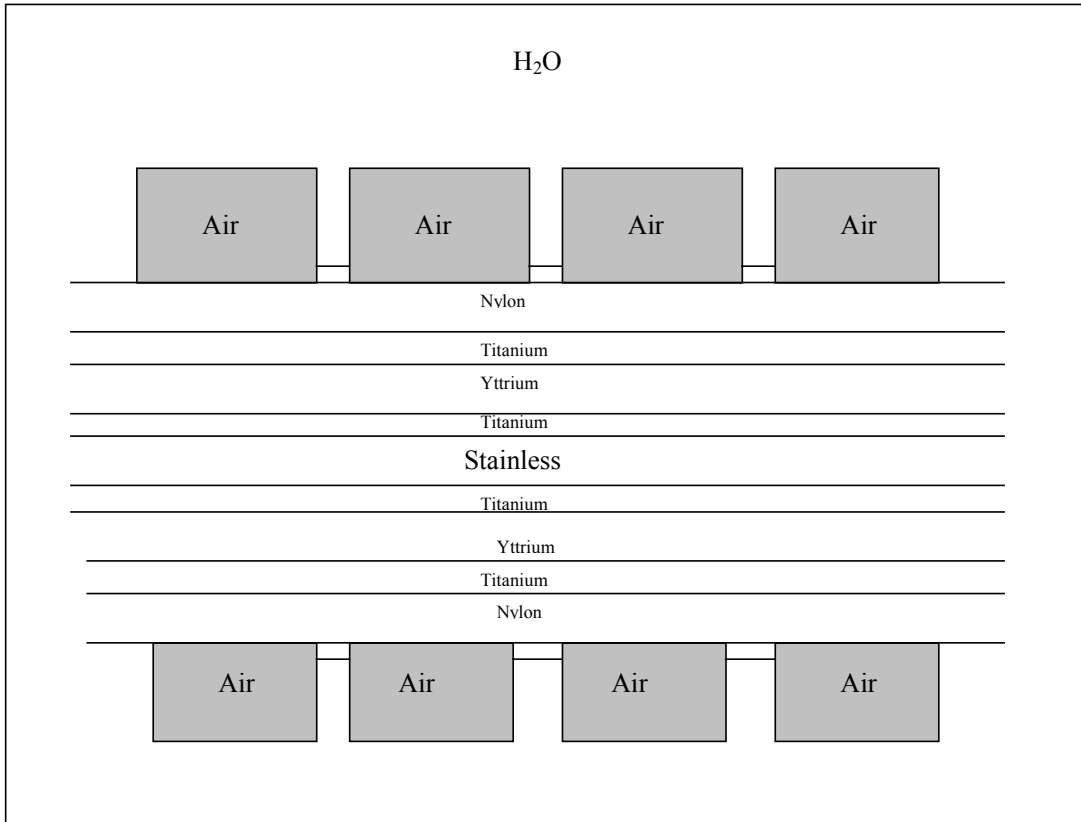 H₂O
Air Air Air Air
Nylon
Titanium
Yttrium
Titanium
Stainless
Titanium
Yttrium
Titanium
Nylon
Air Air Air Air